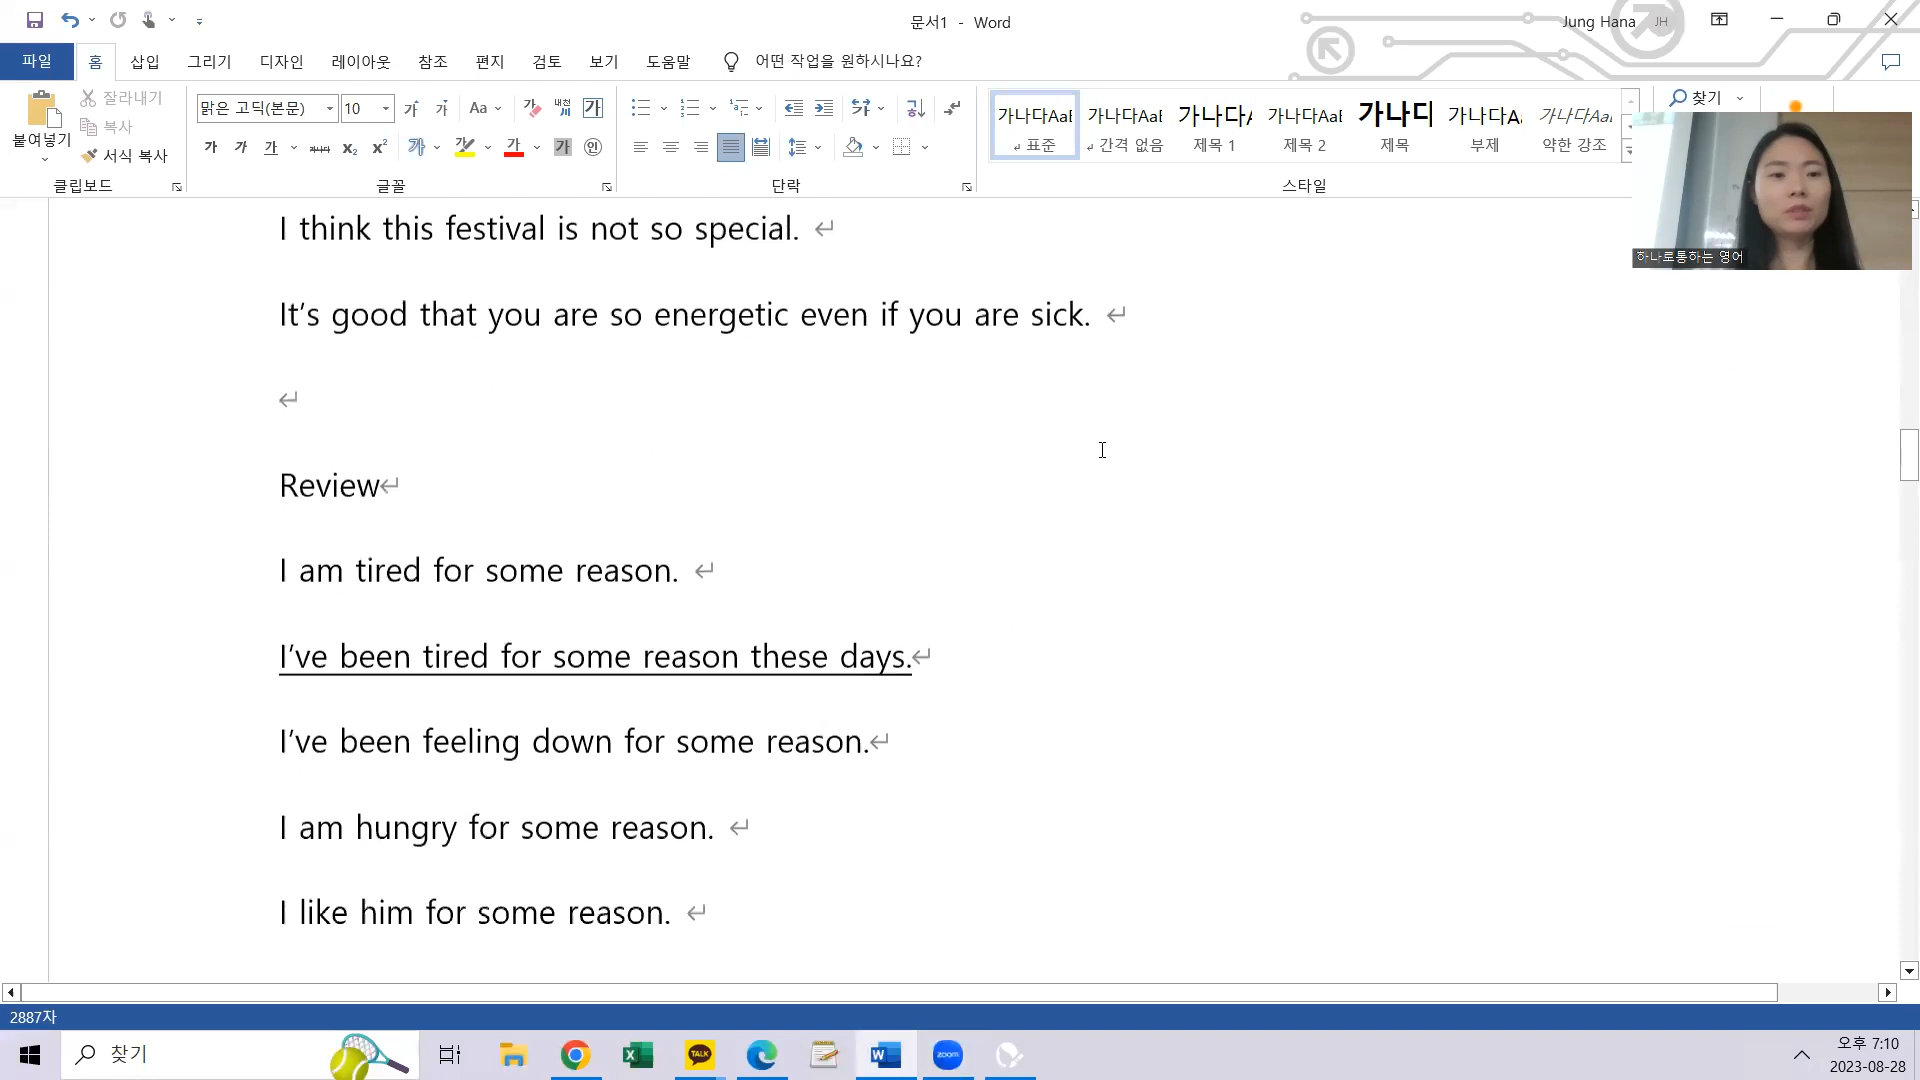 문서1 - Word
Jung Hana JH
파일 홈 삽입 그리기 디자인 레이아웃 참조 편지 검토 보기 도움말 어떤 작업을 원하시나요?
붙여넣기
잘라내기
복사
서식 복사
클립보드
맑은 고딕(본문) 10
글꼴
단락
가나다AaB 가나다AaB 가나다A 가나다AaB 가나다 가나다Aa 가나다AaB
표준 간격 없음 제목 1 제목 2 제목 부제 약한 강조
스타일
찾기
하나로통하는 영어
I think this festival is not so special.
It’s good that you are so energetic even if you are sick.
Review
I am tired for some reason.
I’ve been tired for some reason these days.
I’ve been feeling down for some reason.
I am hungry for some reason.
I like him for some reason.
2887자
찾기
TALK
zoom
오후 7:10
2023-08-28